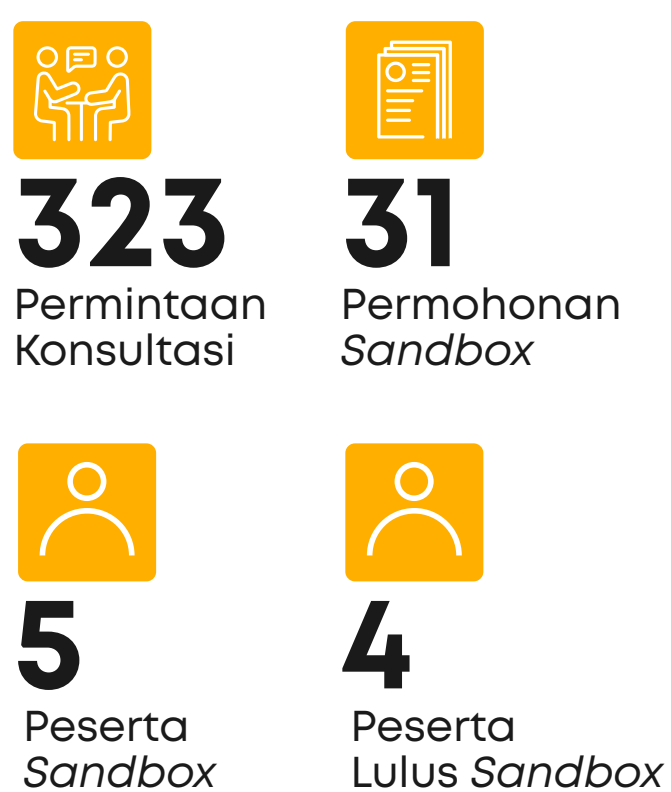 323
Permintaan
Konsultasi
31
Permohonan
Sandbox
5
Peserta
Sandbox
4
Peserta
Lulus Sandbox